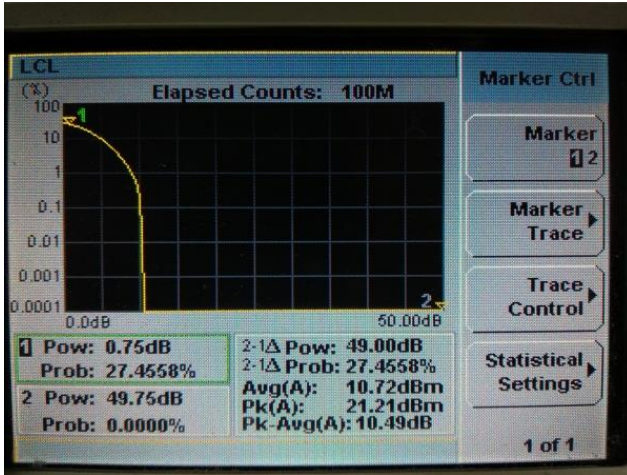 LCL
(%) Elapsed Counts: 100M
100
1
10
1
0.1
0.01
0.001
0.0001
2
0.0dB 50.00dB
1 Pow: 0.75dB
Prob: 27.4558%
2 Pow: 49.75dB
Prob: 0.0000%
2-1Δ Pow: 49.00dB
2-1Δ Prob: 27.4558%
Avg(A): 10.72dBm
Pk(A): 21.21dBm
Pk-Avg(A): 10.49dB
Marker Ctrl
Marker
1 2
Marker
Trace
Trace
Control
Statistical
Settings
1 of 1